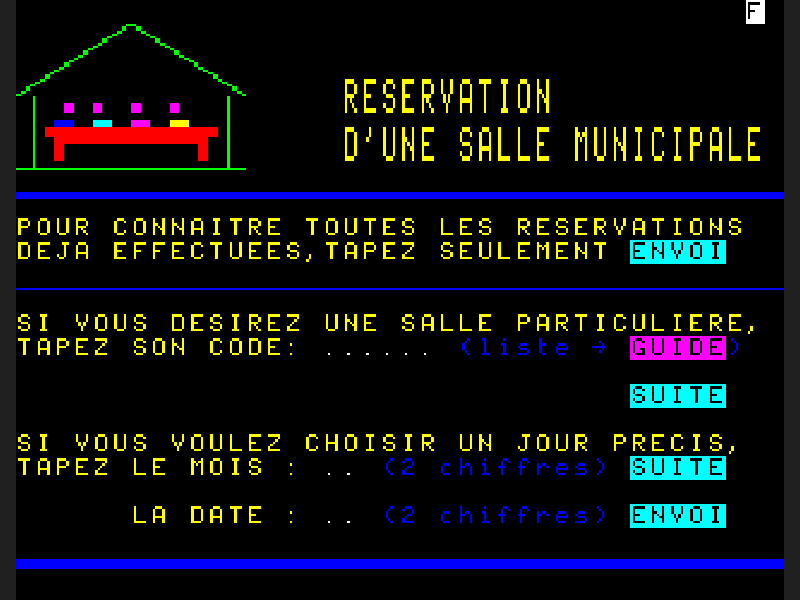 F
RESERVATION
D'UNE SALLE MUNICIPALE
POUR CONNAITRE TOUTES LES RESERVATIONS
DEJA EFFECTUEES, TAPEZ SEULEMENT ENVOI
SI VOUS DESIREZ UNE SALLE PARTICULIERE,
TAPEZ SON CODE: ...... (liste → GUIDE)
SUITE
SI VOUS VOULEZ CHOISIR UN JOUR PRECIS,
TAPEZ LE MOIS : .. (2 chiffres) SUITE
LA DATE : .. (2 chiffres) ENVOI